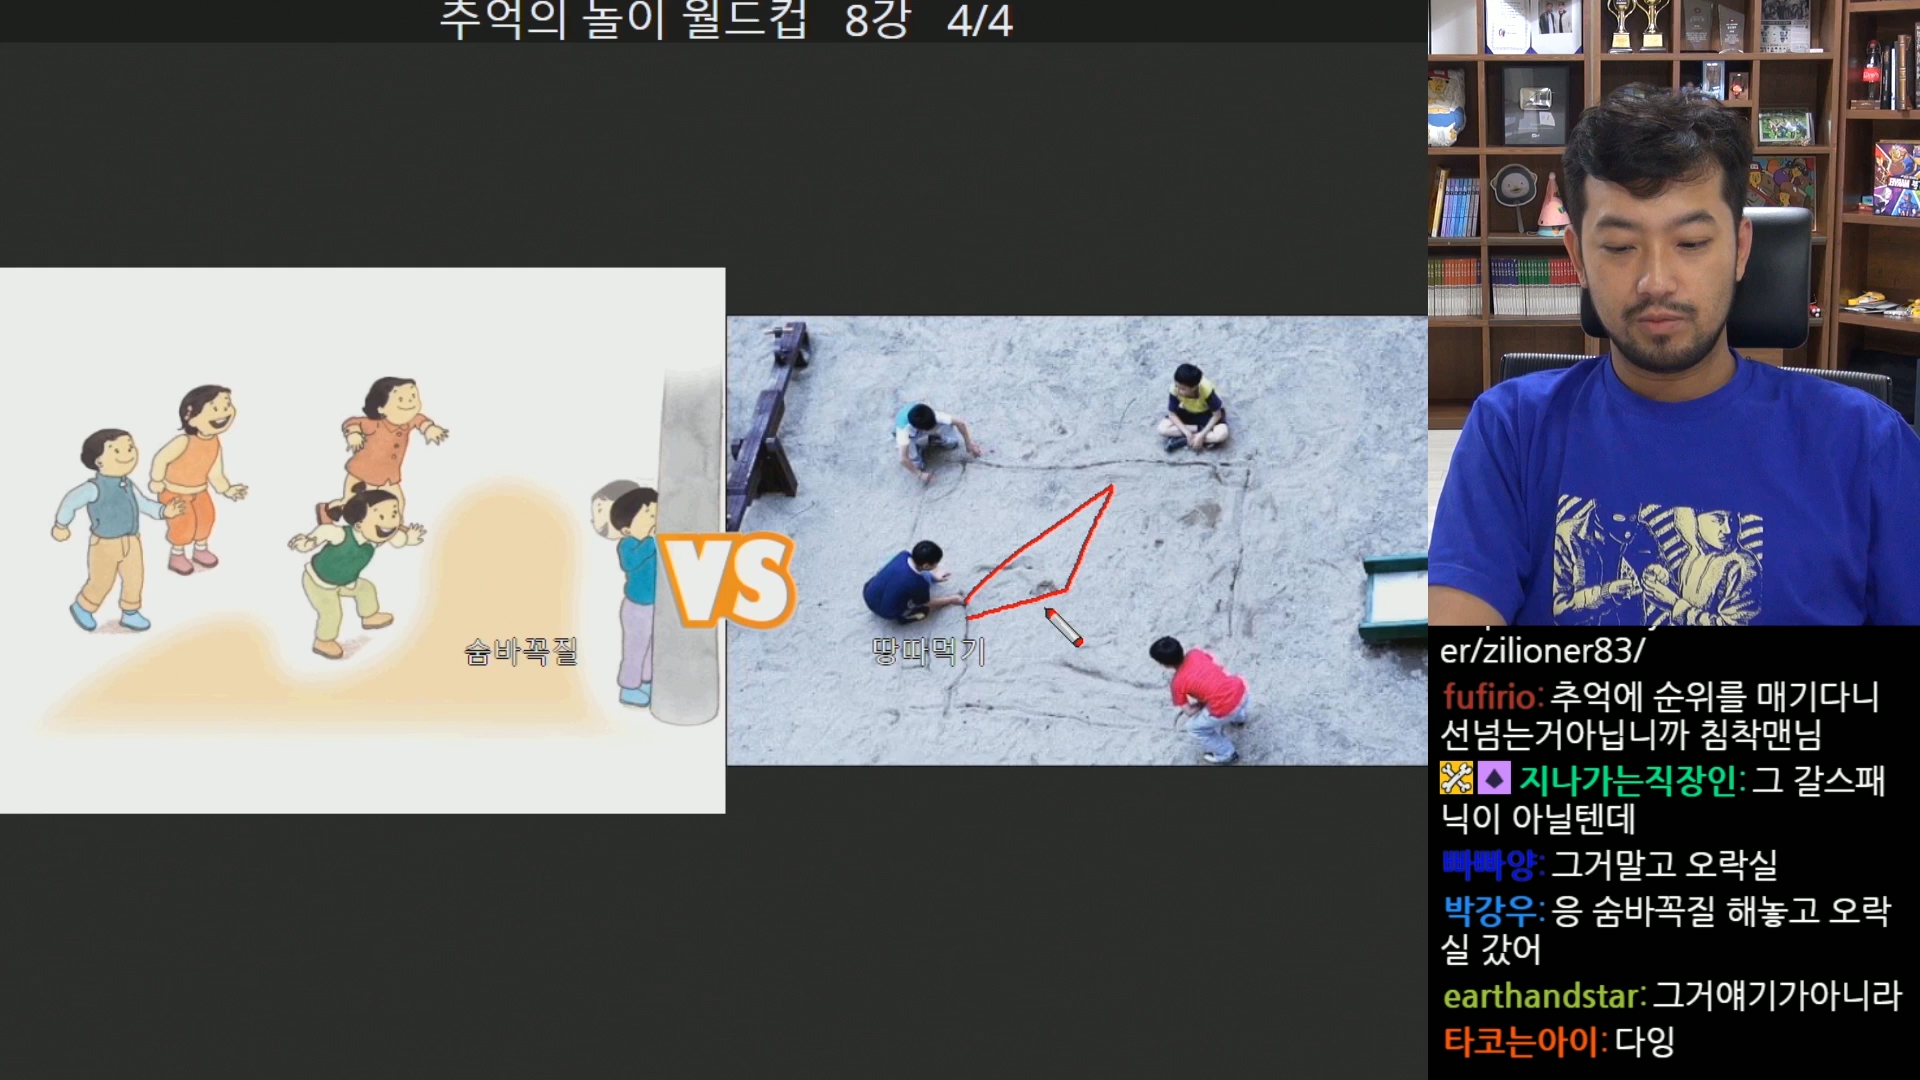 추억의 놀이 월드컵 8강 4/4
숨바꼭질
VS
땅따먹기
er/zilioner83/
fufirio: 추억에 순위를 매기다니
선넘는거아닙니까 침착맨님
지나가는직장인: 그 갈스패
닉이 아닐텐데
빠빠양: 그거말고 오락실
박강우: 응 숨바꼭질 해놓고 오락
실 갔어
earthandstar: 그거얘기가아니라
타코는아이: 다잉